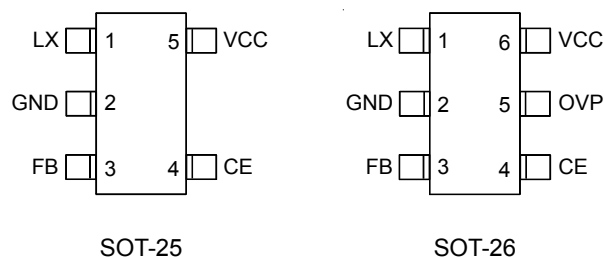 LX 1 5 VCC
GND 2
FB 3 4 CE
SOT-25
LX 1 6 VCC
GND 2 5 OVP
FB 3 4 CE
SOT-26